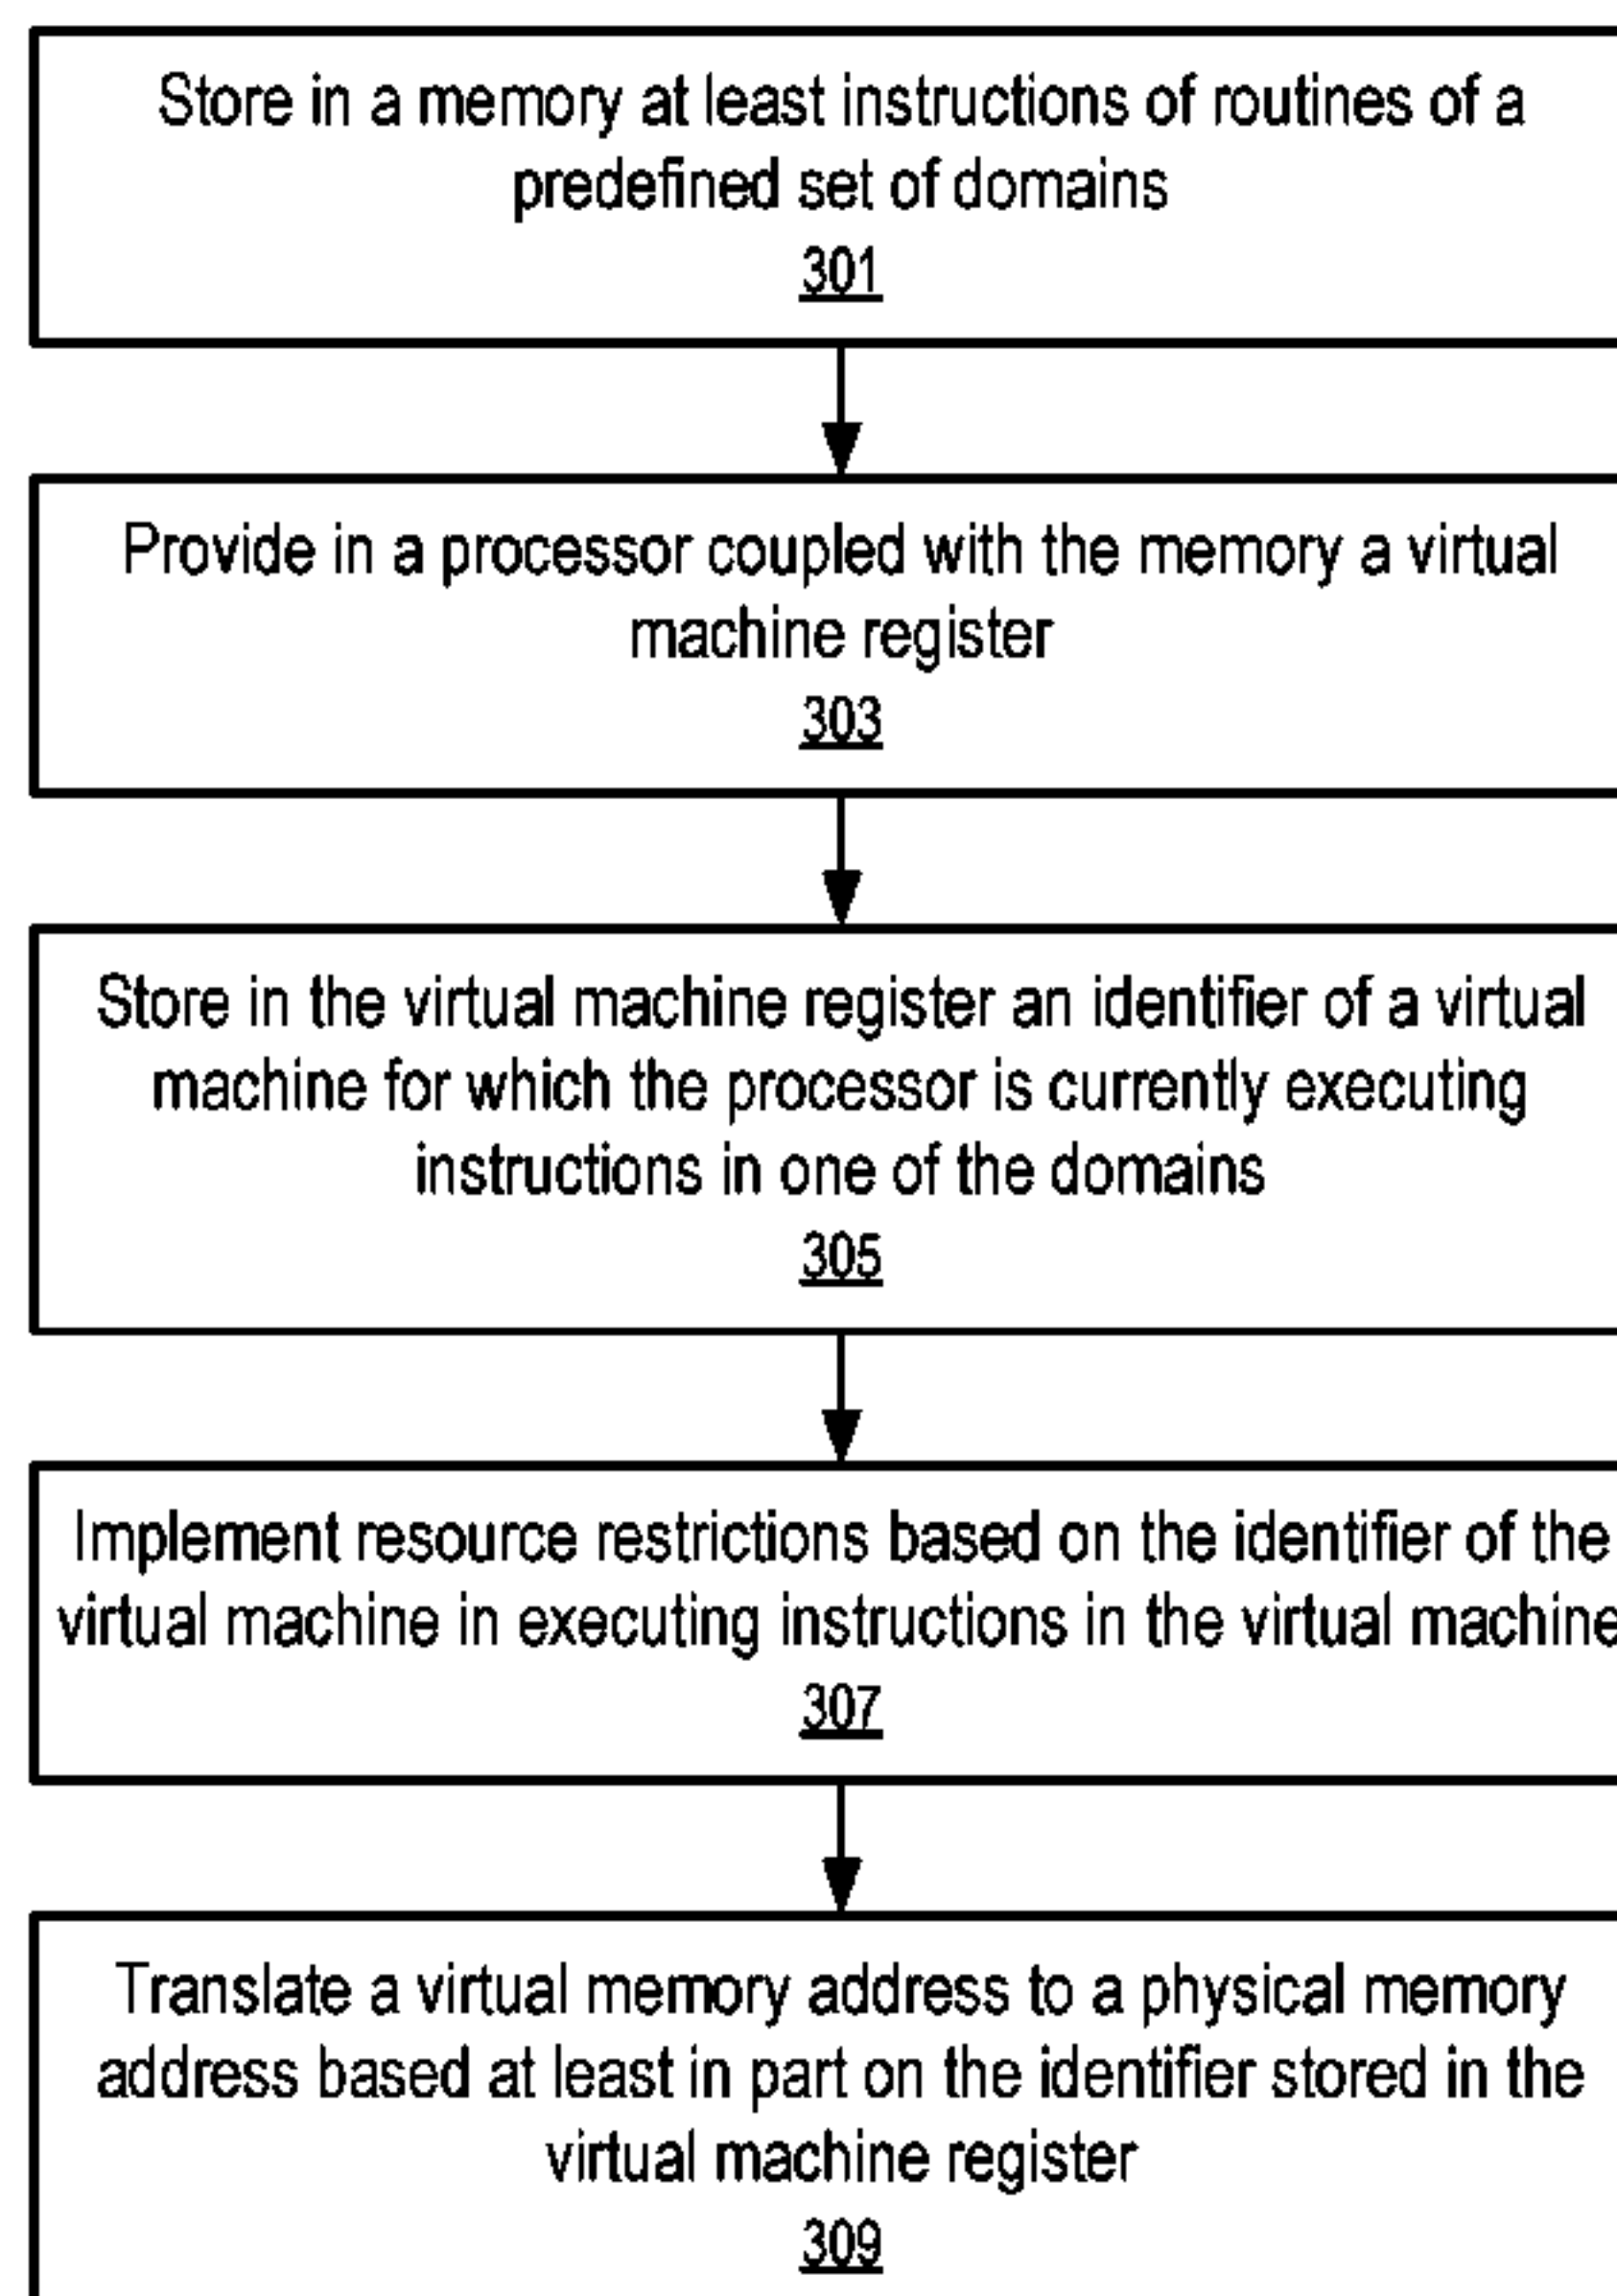 Store in a memory at least instructions of routines of a
predefined set of domains
301
Provide in a processor coupled with the memory a virtual
machine register
303
Store in the virtual machine register an identifier of a virtual
machine for which the processor is currently executing
instructions in one of the domains
305
Implement resource restrictions based on the identifier of the
virtual machine in executing instructions in the virtual machine
307
Translate a virtual memory address to a physical memory
address based at least in part on the identifier stored in the
virtual machine register
309